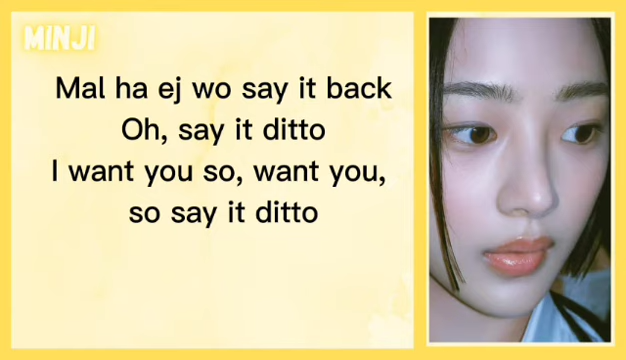 MINJI
Mal ha ej wo say it back
Oh, say it ditto
I want you so, want you,
so say it ditto